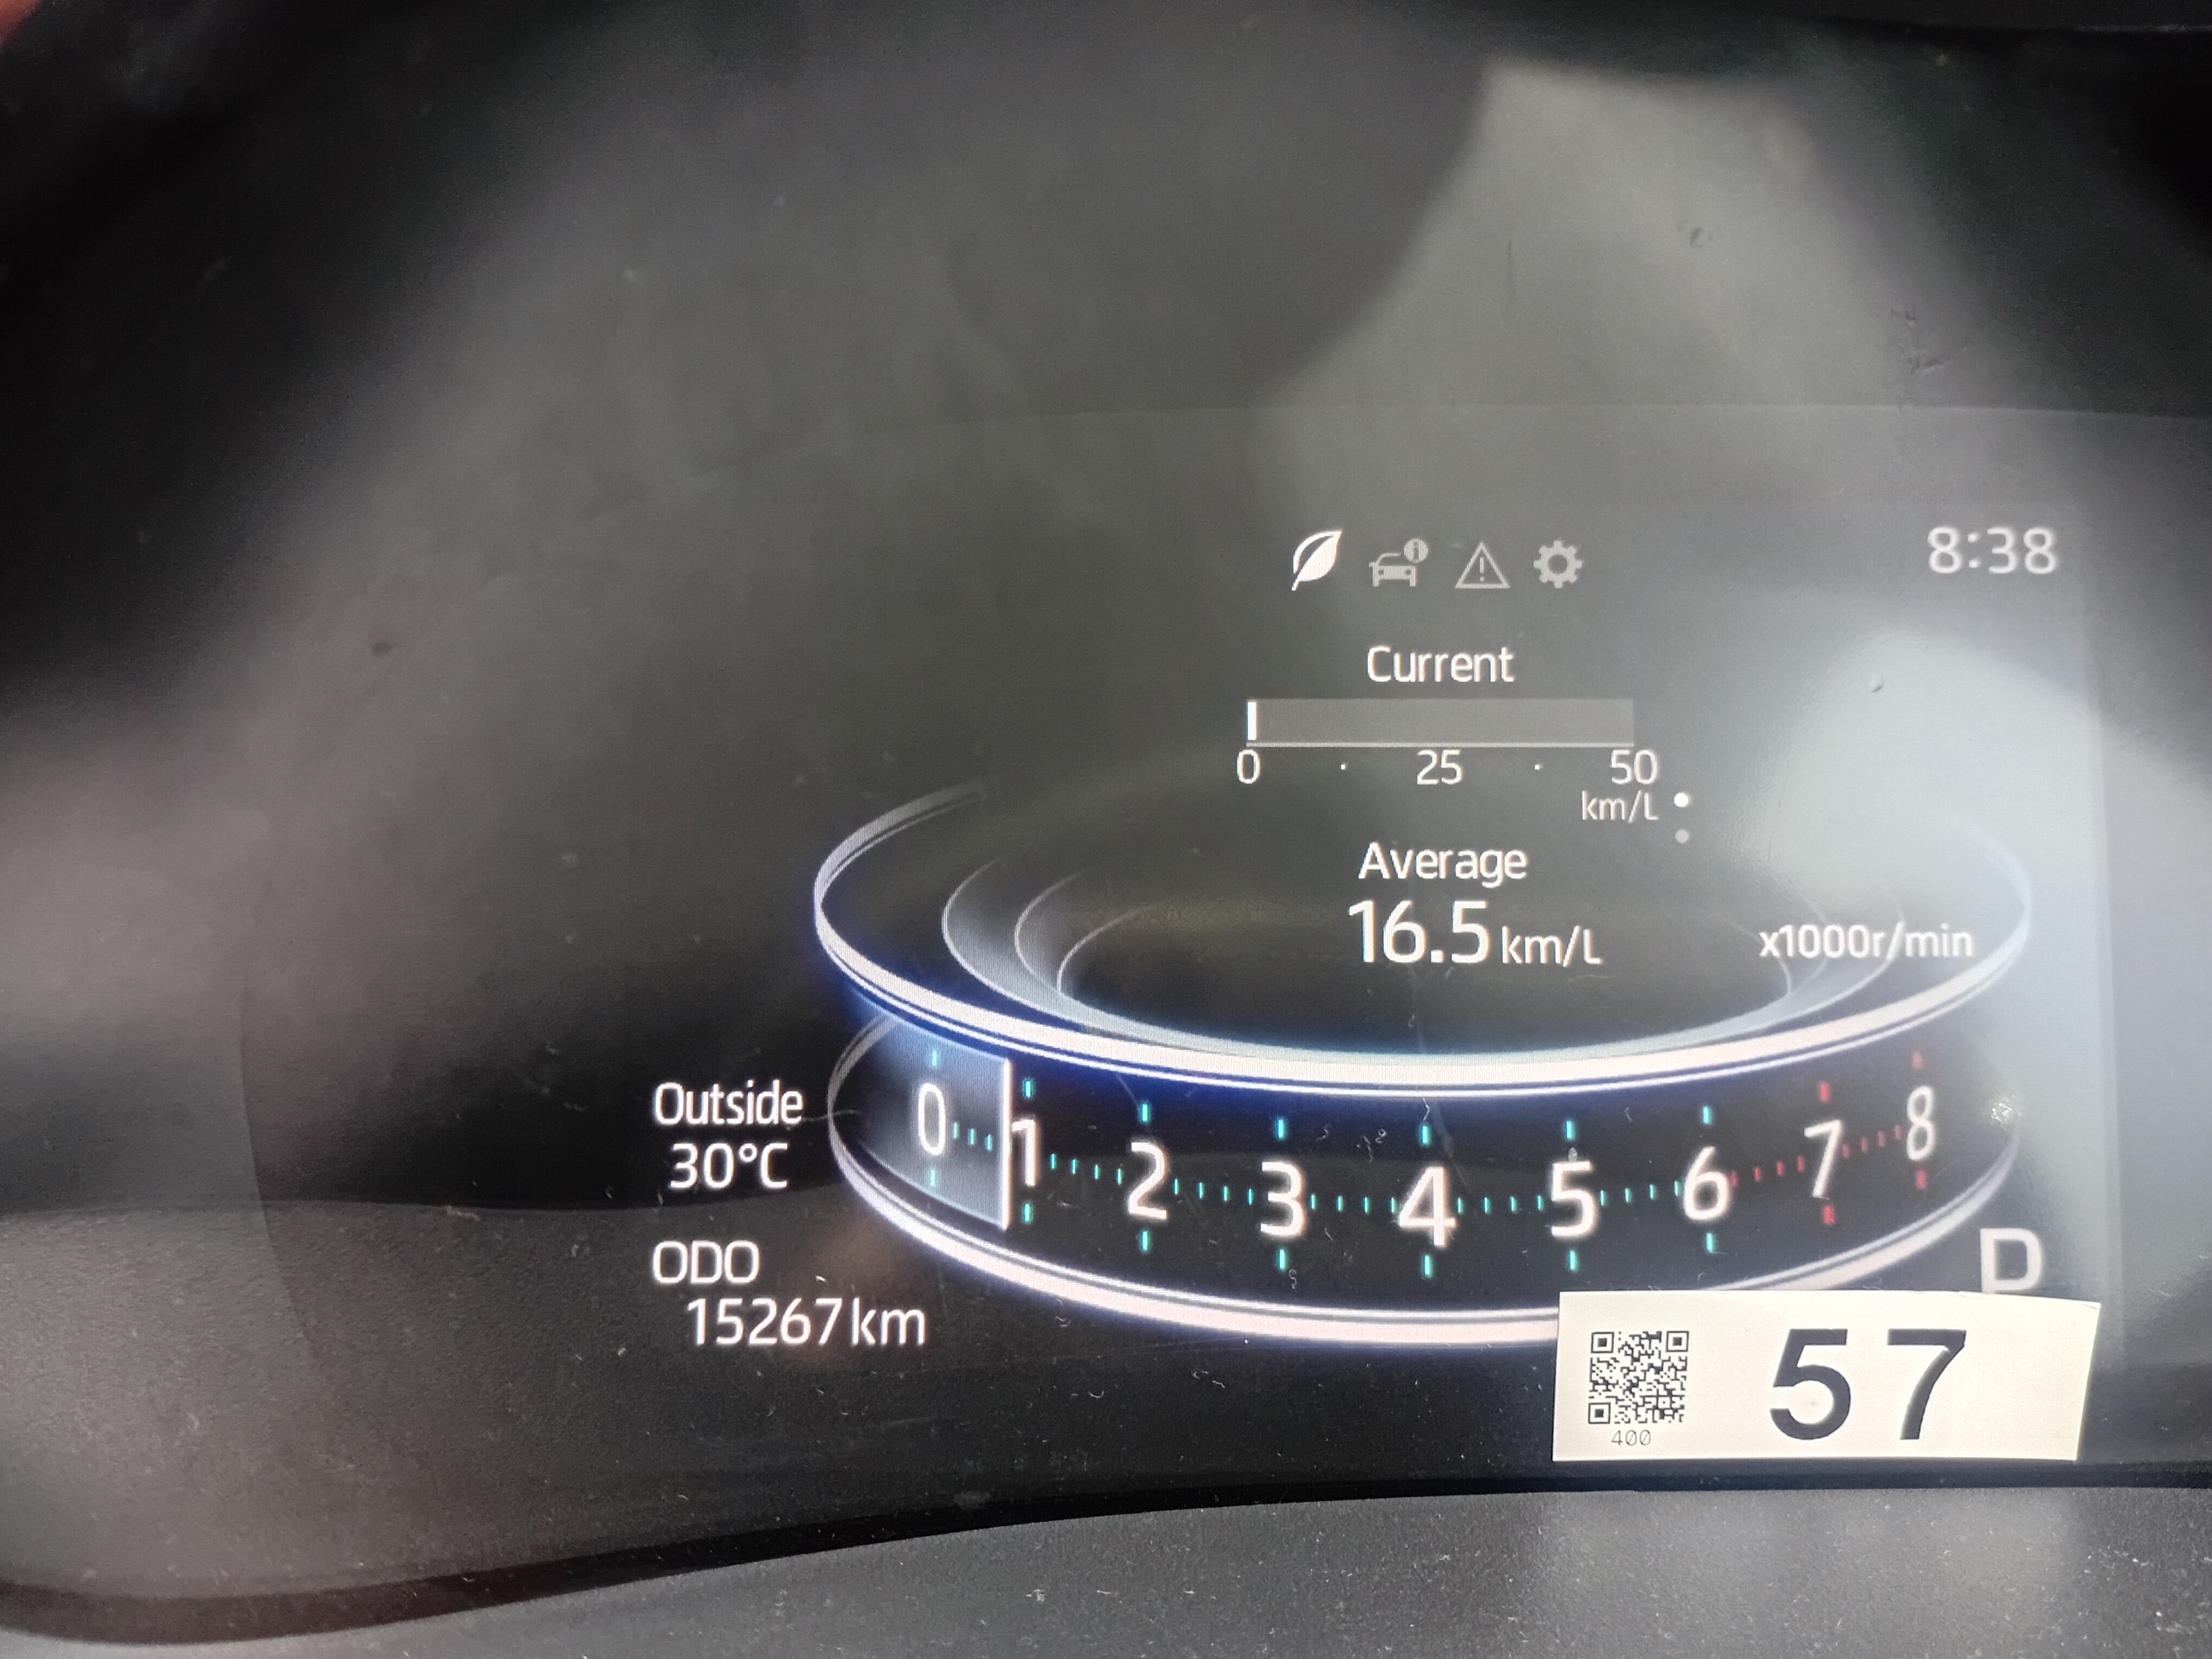 8:38
Current
0 25 50
km/L
Average
16.5 km/L
x1000r/min
Outside
30°C
0 1 2 3 4 5 6 7 8
ODO
15267 km
P
57
400